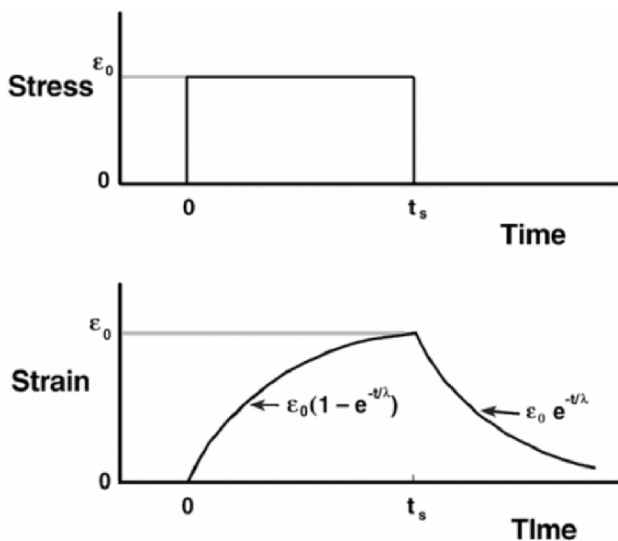 ε₀
Stress
0
0
tₛ
Time
ε₀
Strain
ε₀(1 – e^-t/λ)
ε₀ e^-t/λ
0
0
tₛ
TIme